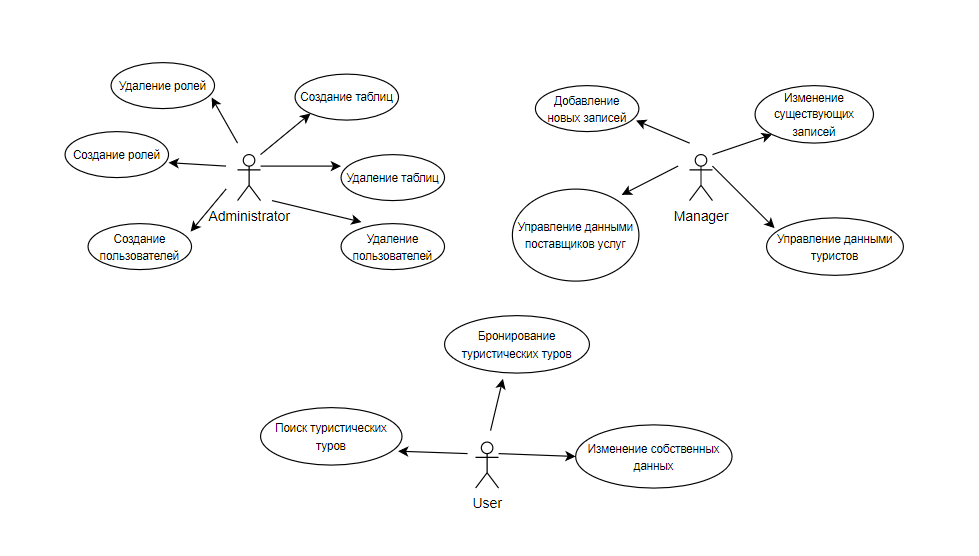 Удаление ролей
Создание таблиц
Создание ролей
Удаление таблиц
Administrator
Создание
пользователей
Удаление
пользователей
Добавление
новых записей
Изменение
существующих
записей
Manager
Управление данными
поставщиков услуг
Управление данными
туристов
Бронирование
туристических туров
Поиск туристических
туров
Изменение собственных
данных
User